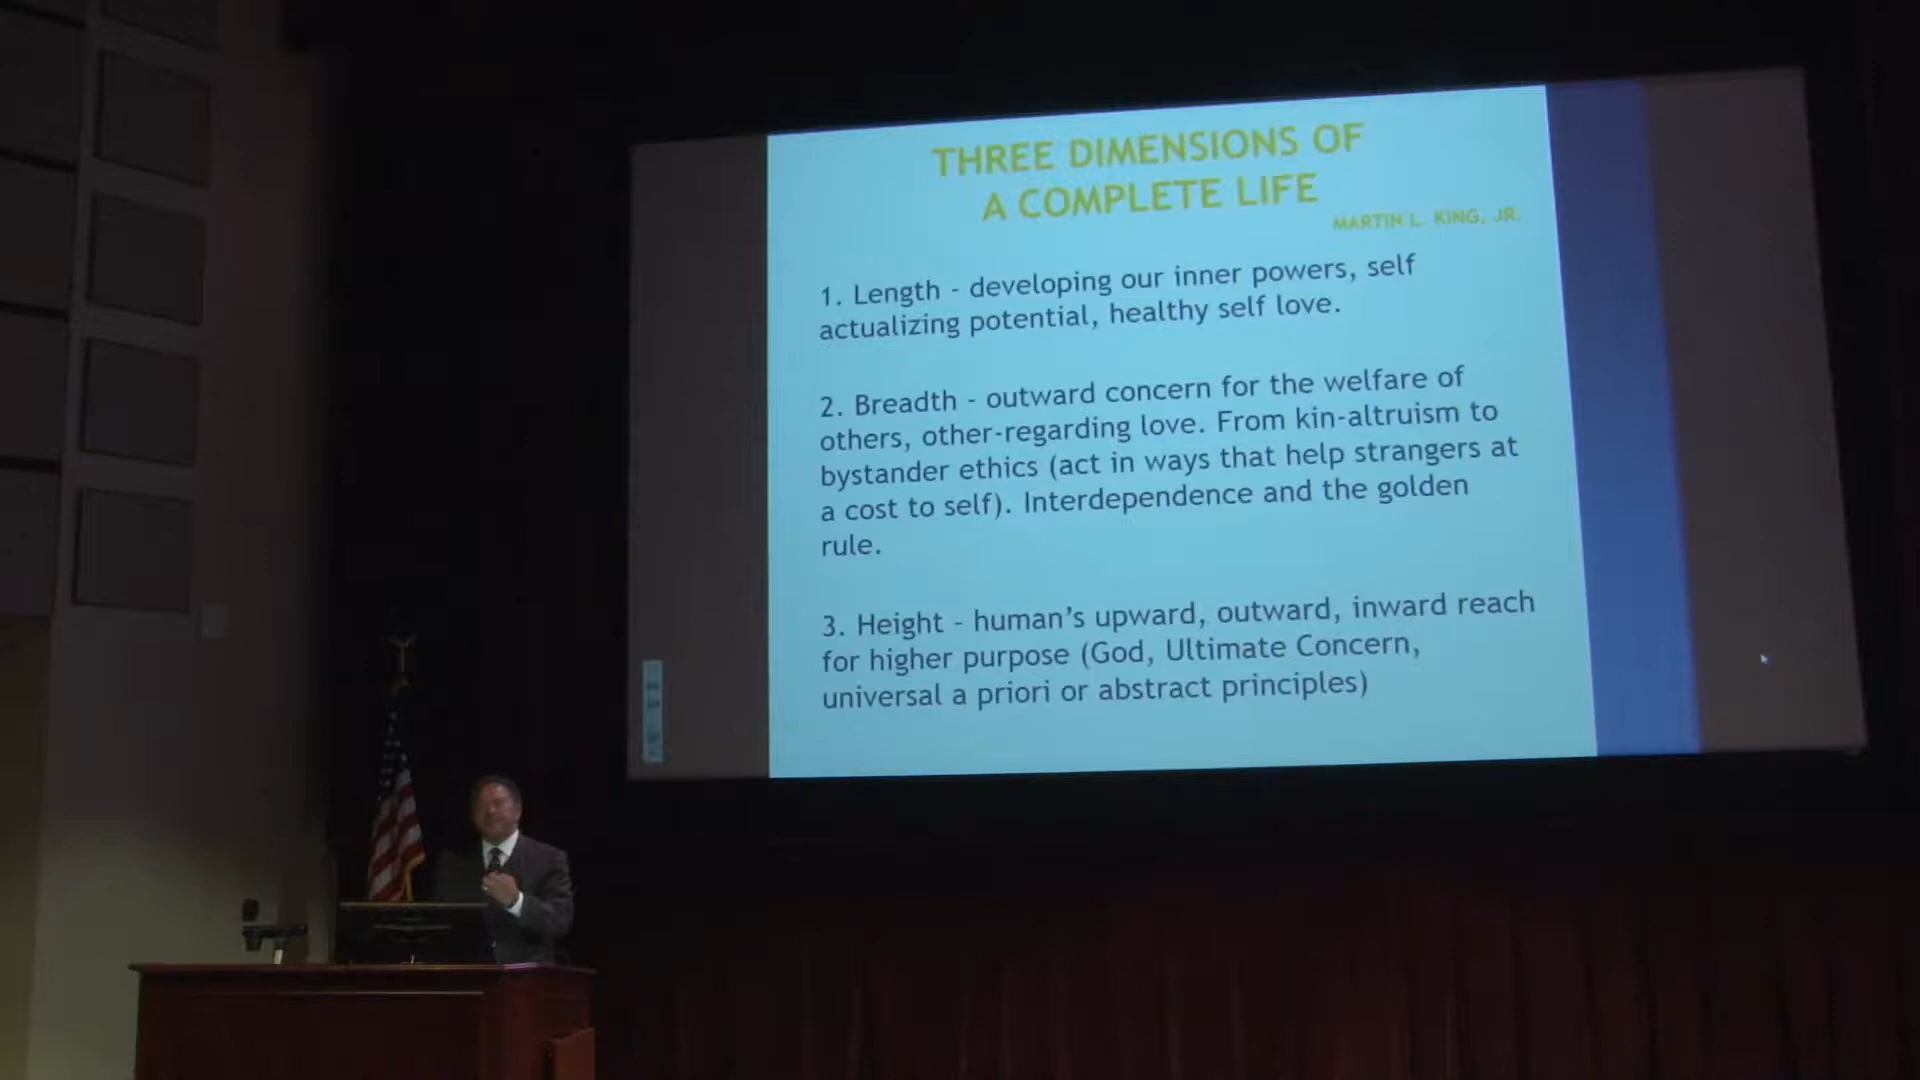 THREE DIMENSIONS OF
A COMPLETE LIFE
MARTIN L. KING, JR.
1. Length - developing our inner powers, self
actualizing potential, healthy self love.
2. Breadth - outward concern for the welfare of
others, other-regarding love. From kin-altruism to
bystander ethics (act in ways that help strangers at
a cost to self). Interdependence and the golden
rule.
3. Height - human’s upward, outward, inward reach
for higher purpose (God, Ultimate Concern,
universal a priori or abstract principles)